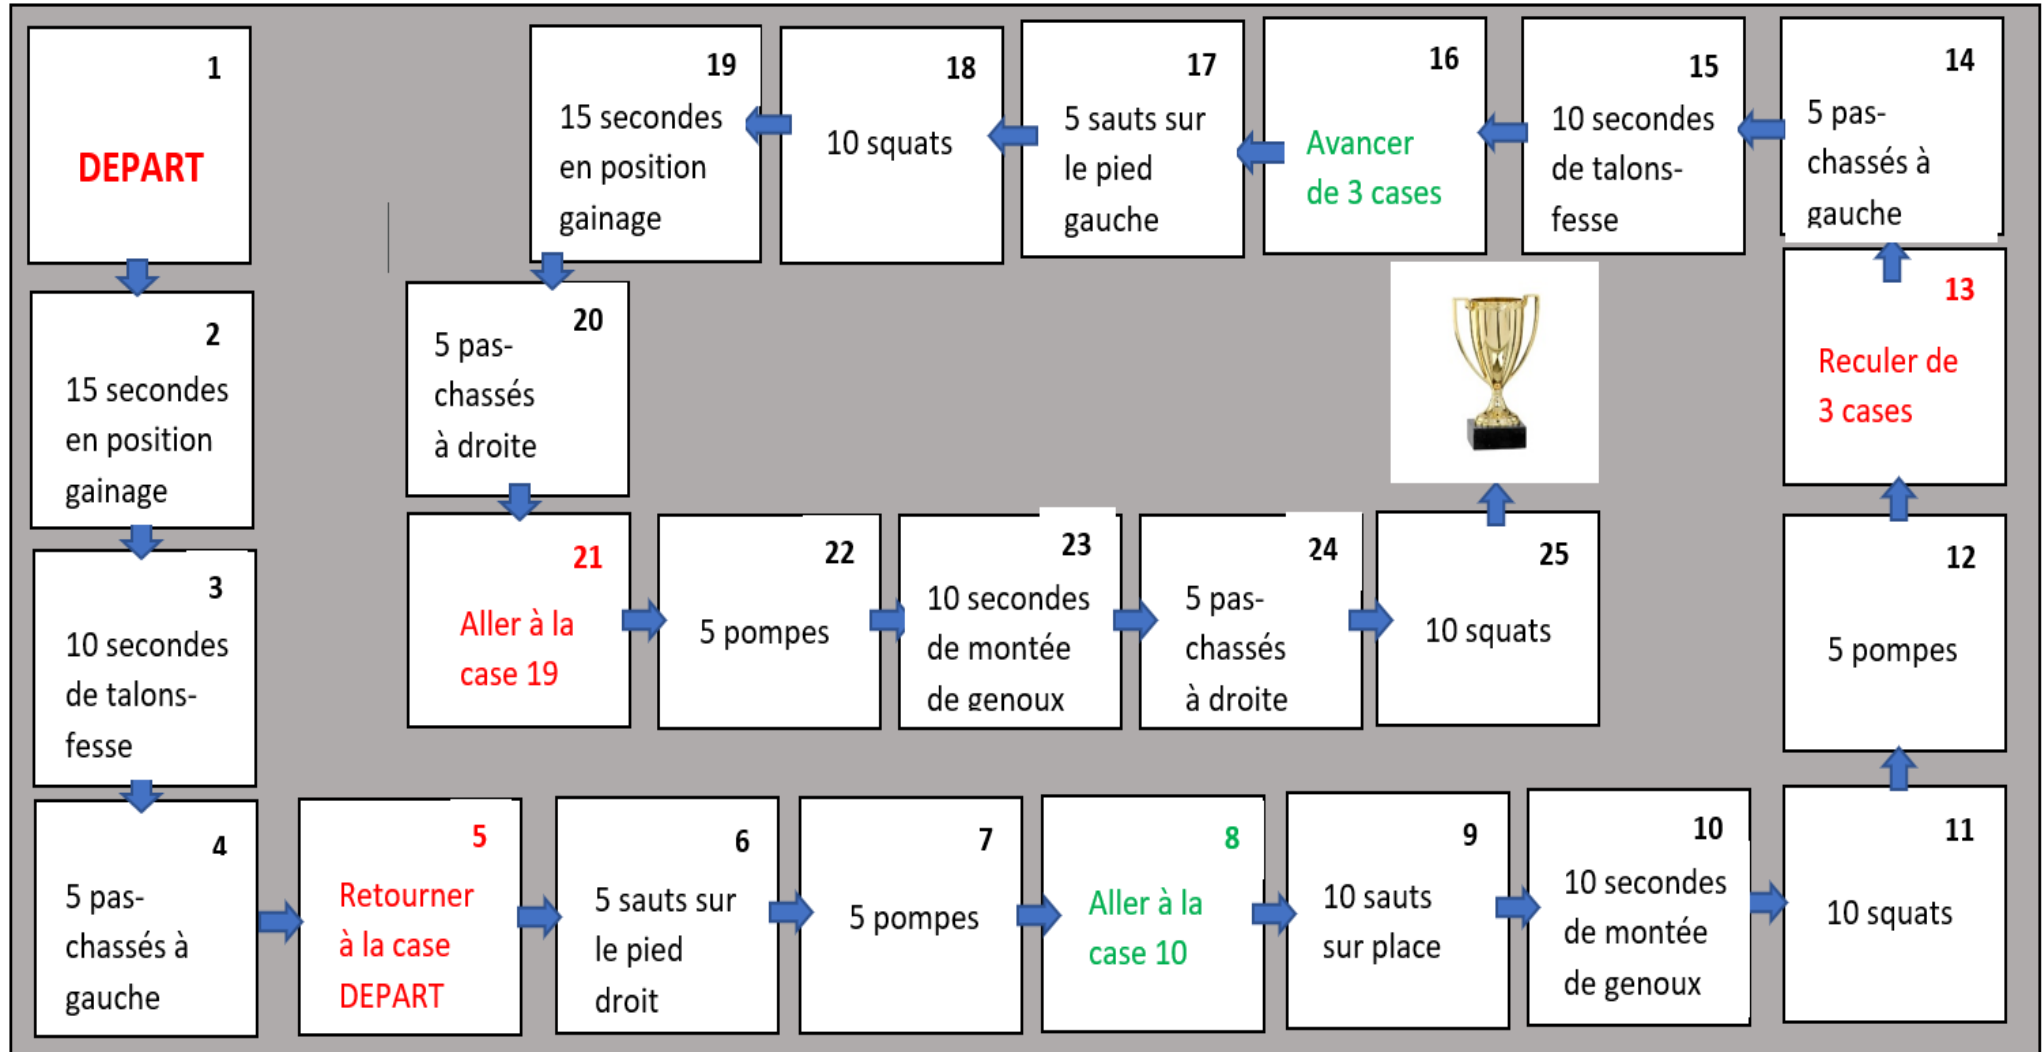 1
DEPART
2
15 secondes
en position
gainage
3
10 secondes
de talons-
fesse
4
5 pas-
chassés à
gauche
5
Retourner
à la case
DEPART
6
5 sauts sur
le pied
droit
7
5 pompes
8
Aller à la
case 10
9
10 sauts
sur place
10
10 secondes
de montée
de genoux
11
10 squats
12
5 pompes
13
Reculer de
3 cases
14
5 pas-
chassés à
gauche
15
10 secondes
de talons-
fesse
16
Avancer
de 3 cases
17
5 sauts sur
le pied
gauche
18
10 squats
19
15 secondes
en position
gainage
20
5 pas-
chassés
à droite
21
Aller à la
case 19
22
5 pompes
23
10 secondes
de montée
de genoux
24
5 pas-
chassés
à droite
25
10 squats